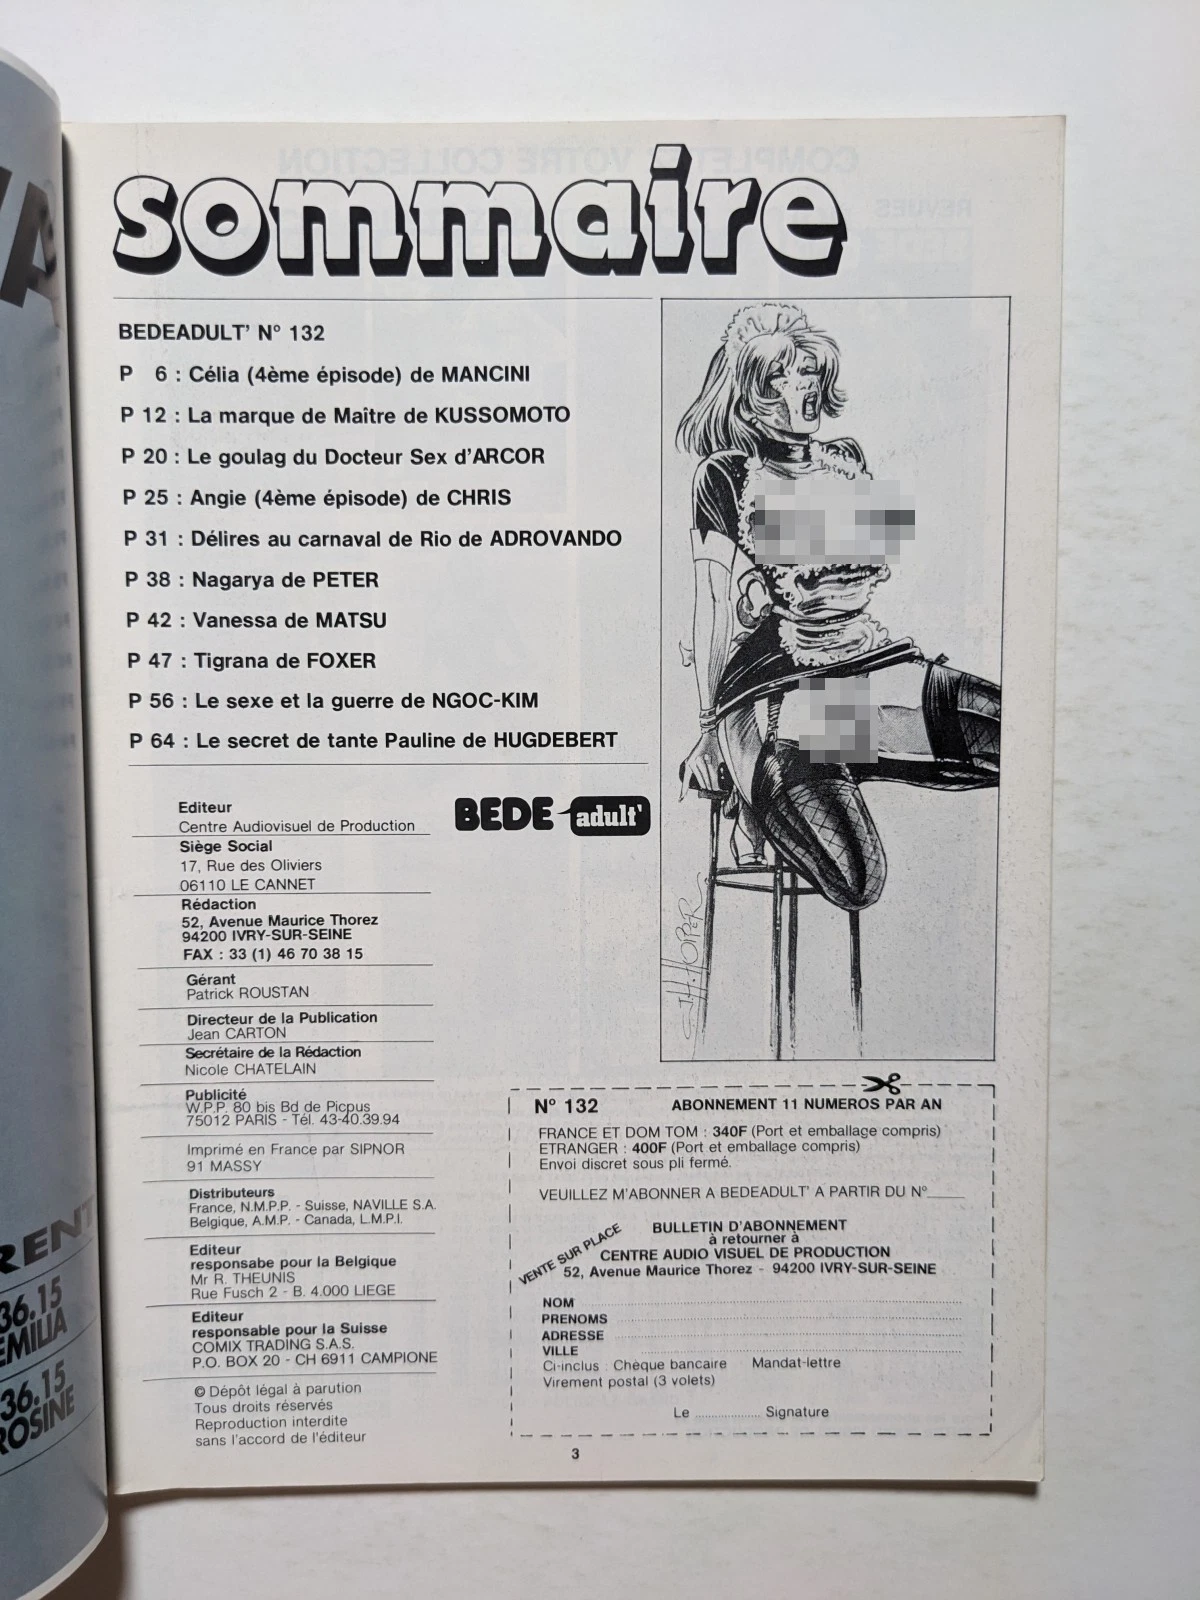 sommaire
BEDEADULT' N° 132
P 6 : Célia (4ème épisode) de MANCINI
P 12 : La marque de Maître de KUSSOMOTO
P 20 : Le goulag du Docteur Sex d'ARCOR
P 25 : Angie (4ème épisode) de CHRIS
P 31 : Délires au carnaval de Rio de ADROVANDO
P 38 : Nagarya de PETER
P 42 : Vanessa de MATSU
P 47 : Tigrana de FOXER
P 56 : Le sexe et la guerre de NGOC-KIM
P 64 : Le secret de tante Pauline de HUGDEBERT
BEDE adult'
Editeur
Centre Audiovisuel de Production
Siège Social
17, Rue des Oliviers
06110 LE CANNET
Rédaction
52, Avenue Maurice Thorez
94200 IVRY-SUR-SEINE
FAX : 33 (1) 46 70 38 15
Gérant
Patrick ROUSTAN
Directeur de la Publication
Jean CARTON
Secrétaire de la Rédaction
Nicole CHATELAIN
Publicité
W.P.P. 80 bis Bd de Picpus
75012 PARIS - Tél. 43-40.39.94
Imprimé en France par SIPNOR
91 MASSY
Distributeurs
France, N.M.P.P. - Suisse, NAVILLE S.A.
Belgique, A.M.P. - Canada, L.M.P.I.
Editeur
responsabe pour la Belgique
Mr R. THEUNIS
Rue Fusch 2 - B. 4.000 LIEGE
Editeur
responsable pour la Suisse
COMIX TRADING S.A.S.
P.O. BOX 20 - CH 6911 CAMPIONE
© Dépôt légal à parution
Tous droits réservés
Reproduction interdite
sans l'accord de l'éditeur
HOPPER
N° 132 ABONNEMENT 11 NUMEROS PAR AN
FRANCE ET DOM TOM : 340F (Port et emballage compris)
ETRANGER : 400F (Port et emballage compris)
Envoi discret sous pli fermé.
VEUILLEZ M'ABONNER A BEDEADULT' A PARTIR DU N°
VENTE SUR PLACE
BULLETIN D'ABONNEMENT
à retourner à
CENTRE AUDIO VISUEL DE PRODUCTION
52, Avenue Maurice Thorez - 94200 IVRY-SUR-SEINE
NOM
PRENOMS
ADRESSE
VILLE
Ci-inclus : Chèque bancaire Mandat-lettre
Virement postal (3 volets)
Le Signature
3
RENT
36.15
EMILIA
36.15
ROSINE